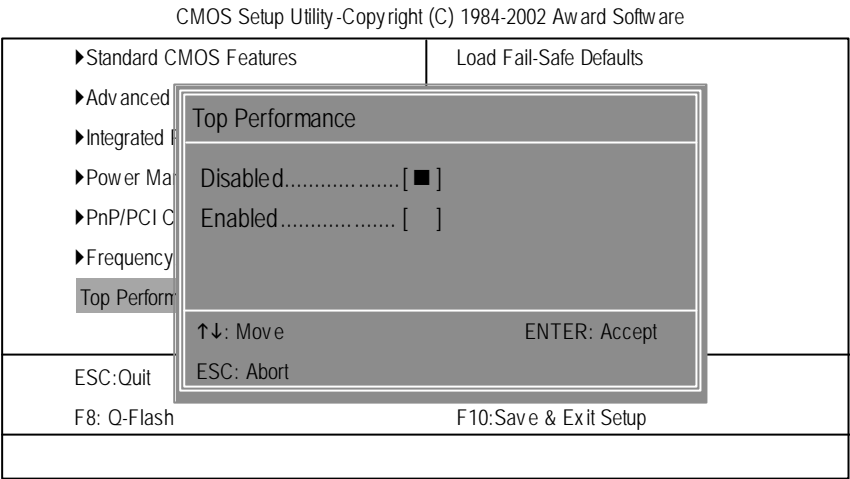 CMOS Setup Utility-Copyright (C) 1984-2002 Award Software
▶Standard CMOS Features Load Fail-Safe Defaults
▶Advanced
▶Integrated
▶Power Ma
▶PnP/PCI C
▶Frequency
Top Perform
Top Performance
Disabled...................[ ■ ]
Enabled................... [ ]
↑↓: Move ENTER: Accept
ESC: Abort
ESC:Quit
F8: Q-Flash F10:Save & Exit Setup